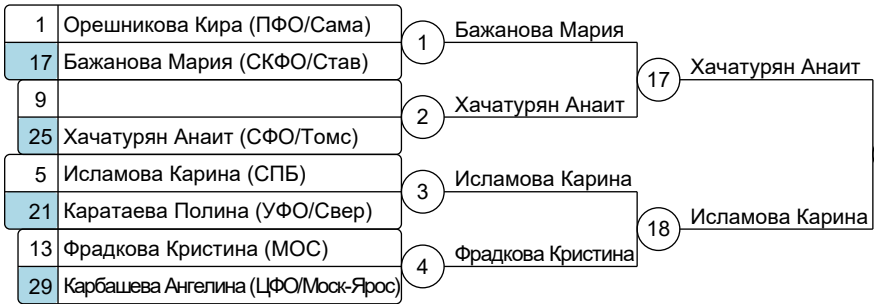 1 Орешникова Кира (ПФО/Сама)
17 Бажанова Мария (СКФО/Став)
9
25 Хачатурян Анаит (СФО/Томс)
5 Исламова Карина (СПБ)
21 Каратаева Полина (УФО/Свер)
13 Фрадкова Кристина (МОС)
29 Карбашева Ангелина (ЦФО/Моск-Ярос)
1 Бажанова Мария
2 Хачатурян Анаит
3 Исламова Карина
4 Фрадкова Кристина
17 Хачатурян Анаит
18 Исламова Карина